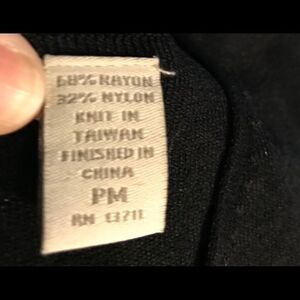 68% RAYON
32% NYLON
KNIT IN
TAIWAN
FINISHED IN
CHINA
PM
RN 13711